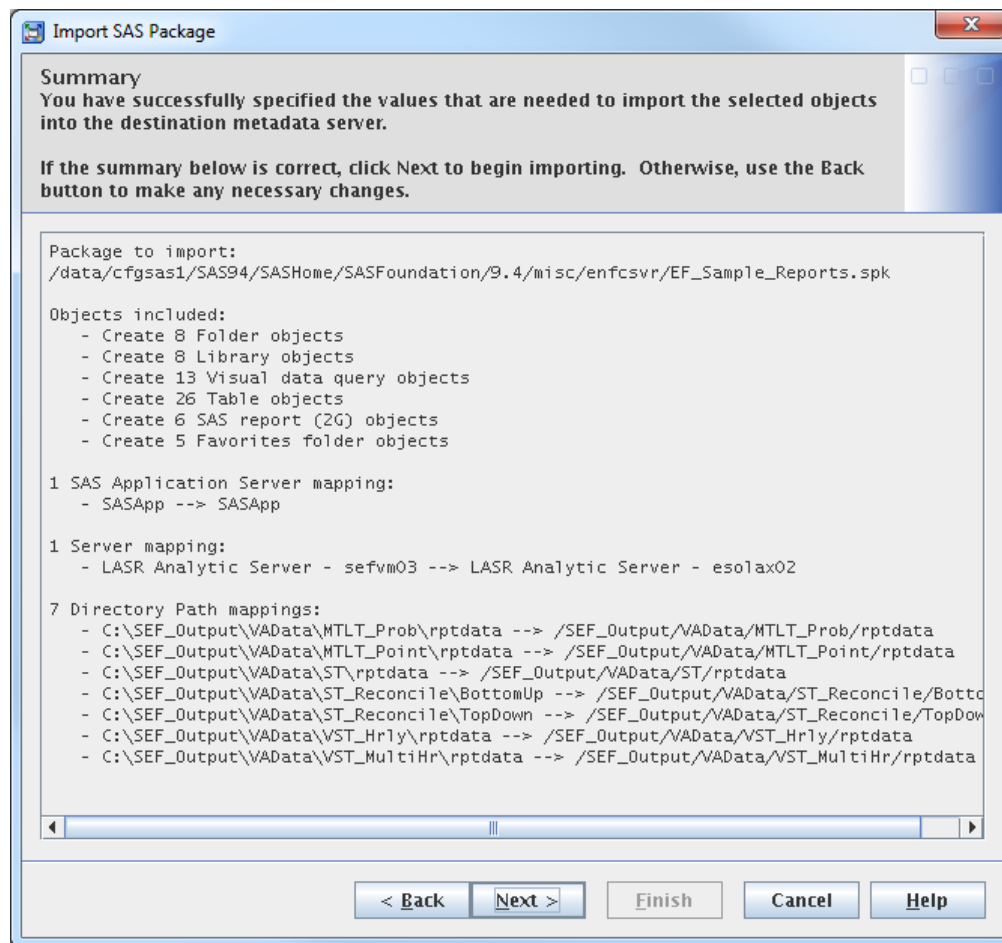 Import SAS Package
Summary
You have successfully specified the values that are needed to import the selected objects
into the destination metadata server.
If the summary below is correct, click Next to begin importing.  Otherwise, use the Back
button to make any necessary changes.
Package to import:
/data/cfgsas1/SAS94/SASHome/SASFoundation/9.4/misc/enfcsvr/EF_Sample_Reports.spk
Objects included:
- Create 8 Folder objects
- Create 8 Library objects
- Create 13 Visual data query objects
- Create 26 Table objects
- Create 6 SAS report (2G) objects
- Create 5 Favorites folder objects
1 SAS Application Server mapping:
- SASApp --> SASApp
1 Server mapping:
- LASR Analytic Server - sefvm03 --> LASR Analytic Server - esolax02
7 Directory Path mappings:
- C:\SEF_Output\VAData\MTLT_Prob\rptdata --> /SEF_Output/VAData/MTLT_Prob/rptdata
- C:\SEF_Output\VAData\MTLT_Point\rptdata --> /SEF_Output/VAData/MTLT_Point/rptdata
- C:\SEF_Output\VAData\ST\rptdata --> /SEF_Output/VAData/ST/rptdata
- C:\SEF_Output\VAData\ST_Reconcile\BottomUp --> /SEF_Output/VAData/ST_Reconcile/Botto
- C:\SEF_Output\VAData\ST_Reconcile\TopDown --> /SEF_Output/VAData/ST_Reconcile/TopDow
- C:\SEF_Output\VAData\VST_Hrly\rptdata --> /SEF_Output/VAData/VST_Hrly/rptdata
- C:\SEF_Output\VAData\VST_MultiHr\rptdata --> /SEF_Output/VAData/VST_MultiHr/rptdata
< Back Next > Finish Cancel Help